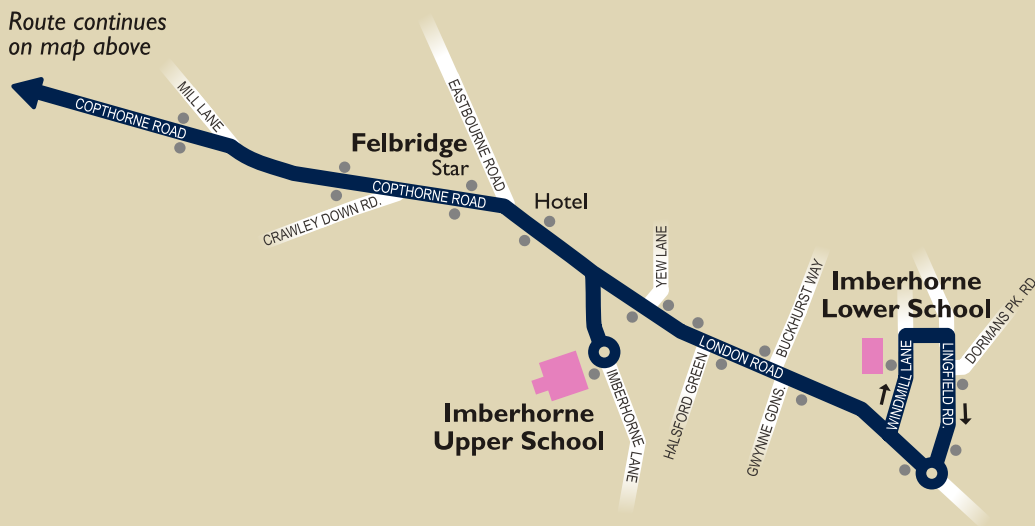 Route continues
on map above
MILL LANE
COPTHORNE ROAD
EASTBOURNE ROAD
Felbridge
Star
COPTHORNE ROAD
CRAWLEY DOWN RD.
Hotel
YEW LANE
BUCKHURST WAY
Imberhorne
Lower School
DORMANS PK. RD
LONDON ROAD
WINDMILL LANE
LINGFIELD RD.
HALSFORD GREEN
GWYNNE GDNS.
IMBERHORNE
LANE
Imberhorne
Upper School